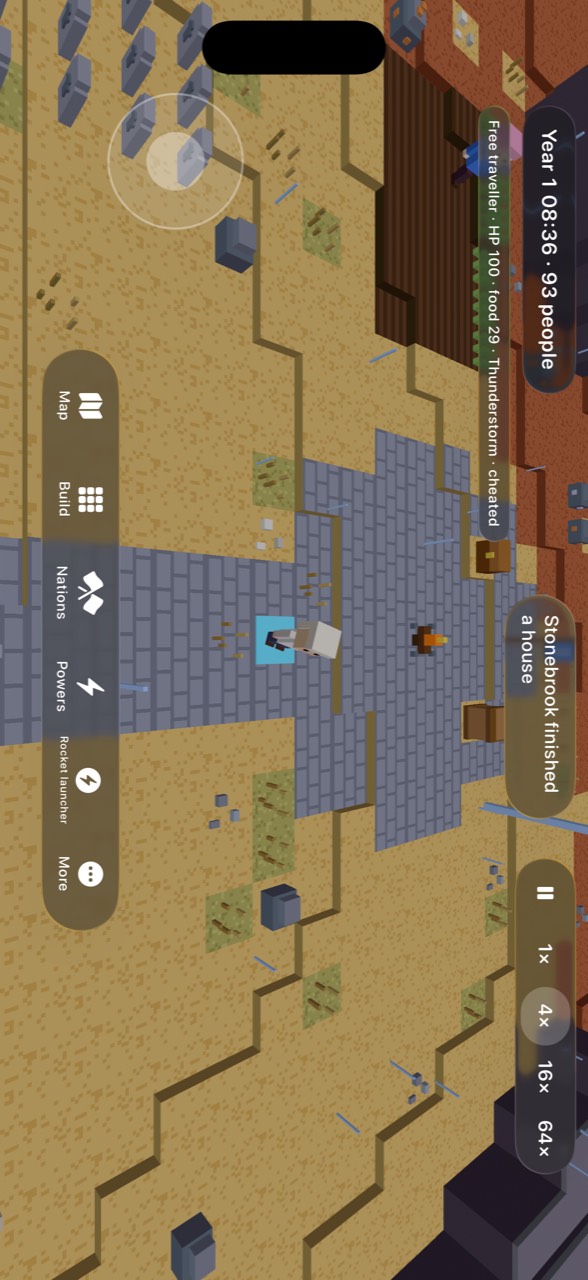 Year 1 08:36 · 93 people
Free traveller · HP 100 · food 29 · Thunderstorm · cheated
Stonebrook finished
a house
1×
4×
16×
64×
Map
Build
Nations
Powers
Rocket launcher
More